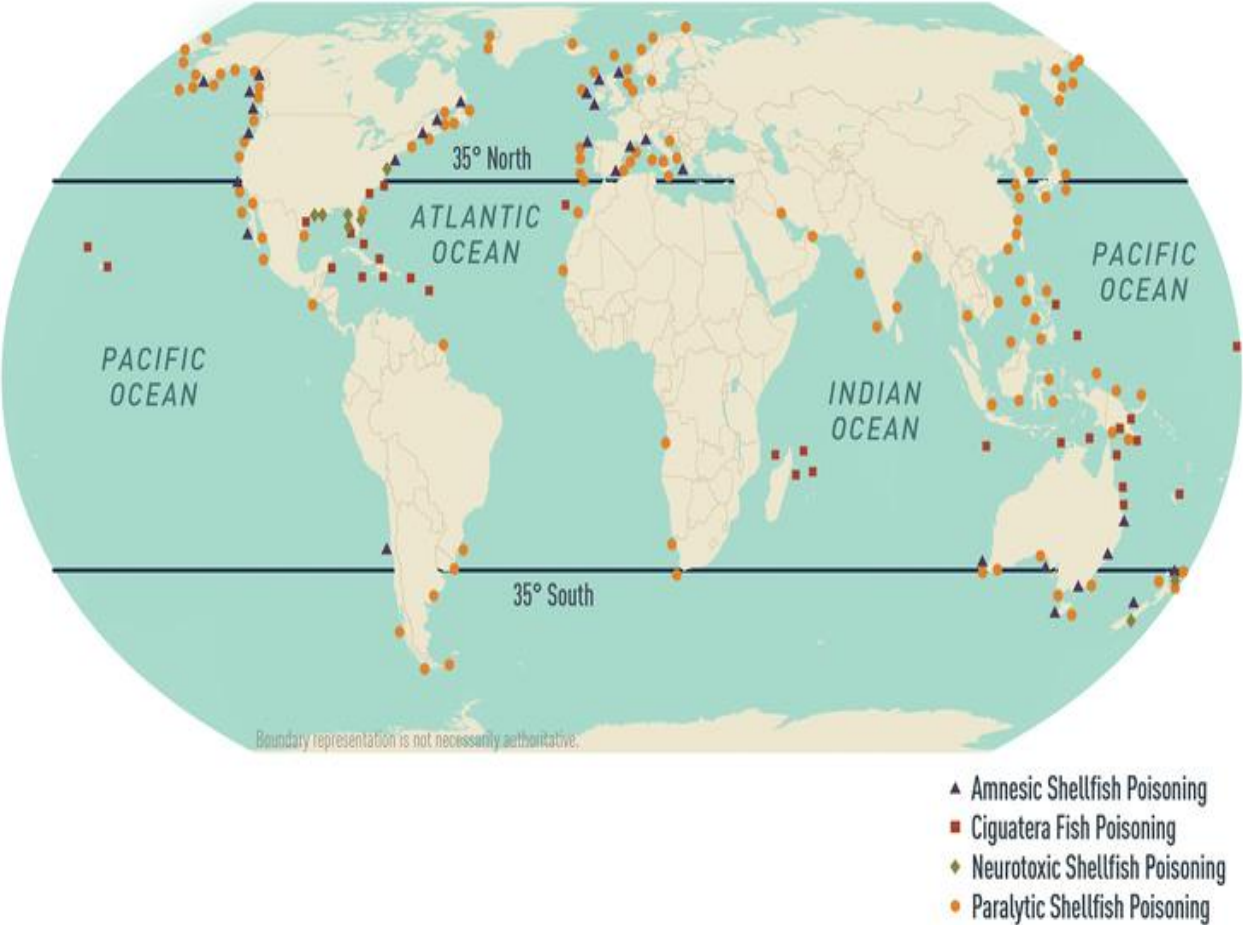 35° North
ATLANTIC
OCEAN
PACIFIC
OCEAN
PACIFIC
OCEAN
INDIAN
OCEAN
35° South
Boundary representation is not necessarily authoritative.
Amnesic Shellfish Poisoning
Ciguatera Fish Poisoning
Neurotoxic Shellfish Poisoning
Paralytic Shellfish Poisoning